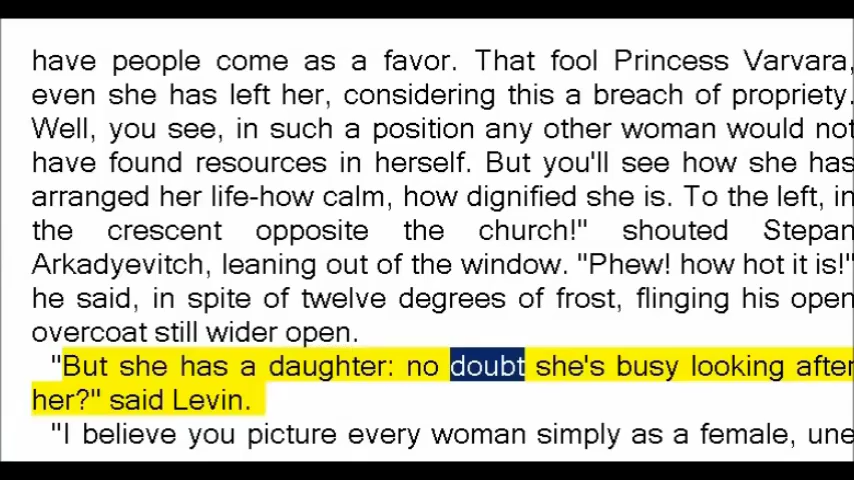 have people come as a favor. That fool Princess Varvara,
even she has left her, considering this a breach of propriety.
Well, you see, in such a position any other woman would not
have found resources in herself. But you'll see how she has
arranged her life-how calm, how dignified she is. To the left, in
the crescent opposite the church!" shouted Stepan
Arkadyevitch, leaning out of the window. "Phew! how hot it is!"
he said, in spite of twelve degrees of frost, flinging his open
overcoat still wider open.
"But she has a daughter: no doubt she's busy looking after
her?" said Levin.
"I believe you picture every woman simply as a female, une